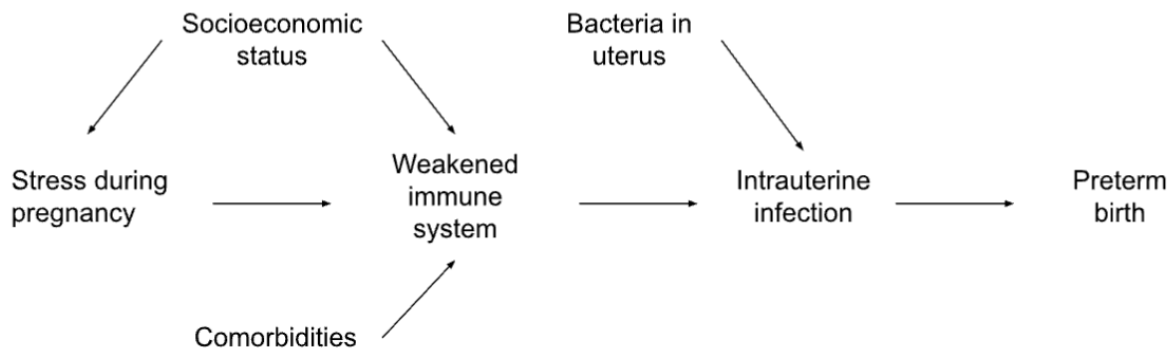 Socioeconomic
status
Bacteria in
uterus
Stress during
pregnancy
Weakened
immune
system
Intrauterine
infection
Preterm
birth
Comorbidities